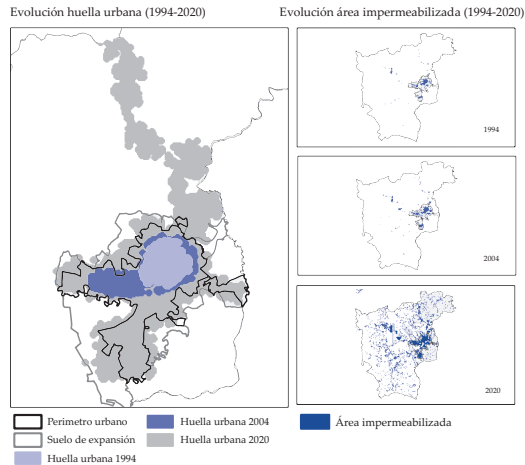 Evolución huella urbana (1994-2020)
Evolución área impermeabilizada (1994-2020)
1994
2004
2020
Perimetro urbano
Suelo de expansión
Huella urbana 1994
Huella urbana 2004
Huella urbana 2020
Área impermeabilizada